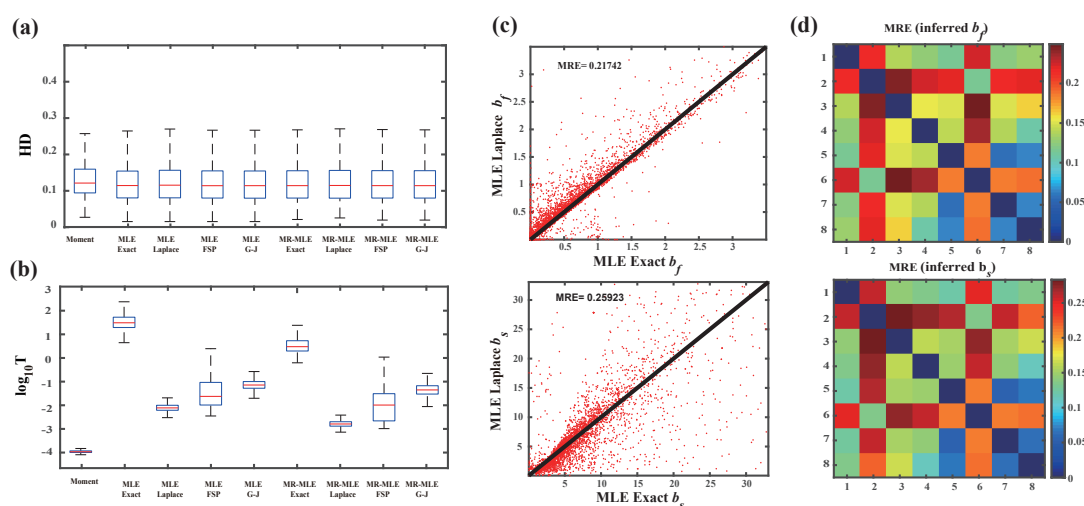 (a)
HD
0.4
0.3
0.2
0.1
0
Moment
MLE Exact
MLE Laplace
MLE FSP
MLE G-J
MR-MLE Exact
MR-MLE Laplace
MR-MLE FSP
MR-MLE G-J
(b)
log10T
3
2
1
0
-1
-2
-3
-4
Moment
MLE Exact
MLE Laplace
MLE FSP
MLE G-J
MR-MLE Exact
MR-MLE Laplace
MR-MLE FSP
MR-MLE G-J
(c)
MRE= 0.21742
MLE Laplace bf
3
2.5
2
1.5
1
0.5
0.5 1 1.5 2 2.5 3
MLE Exact bf
MRE= 0.25923
MLE Laplace bs
30
25
20
15
10
5
5 10 15 20 25 30
MLE Exact bs
(d)
MRE (inferred bf)
1
2
3
4
5
6
7
8
1 2 3 4 5 6 7 8
0.2
0.15
0.1
0.05
0
MRE (inferred bs)
1
2
3
4
5
6
7
8
1 2 3 4 5 6 7 8
0.25
0.2
0.15
0.1
0.05
0